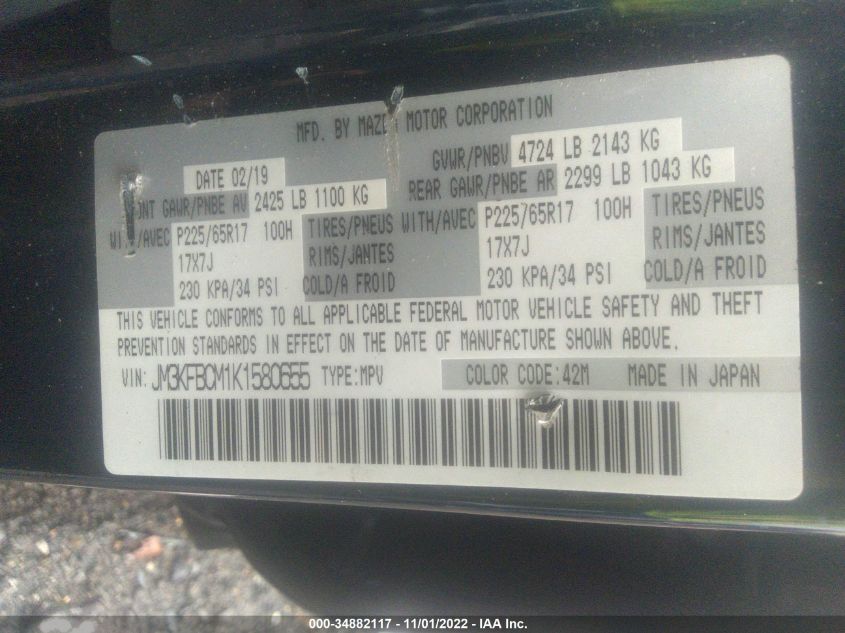 MFD. BY MAZDA MOTOR CORPORATION
DATE 02/19 GVWR/PNBV 4724 LB 2143 KG
GAWR/PNBE AV 2425 LB 1100 KG REAR GAWR/PNBE AR 2299 LB 1043 KG
WITH/AVEC P225/65R17 100H TIRES/PNEUS WITH/AVEC P225/65R17 100H TIRES/PNEUS
17X7J RIMS/JANTES 17X7J RIMS/JANTES
230 KPA/34 PSI COLD/A FROID 230 KPA/34 PSI COLD/A FROID
THIS VEHICLE CONFORMS TO ALL APPLICABLE FEDERAL MOTOR VEHICLE SAFETY AND THEFT
PREVENTION STANDARDS IN EFFECT ON THE DATE OF MANUFACTURE SHOWN ABOVE.
VIN: JM3KFBCM1K1580655 TYPE:MPV COLOR CODE:42M MADE IN JAPAN
000-34882117 - 11/01/2022 - IAA Inc.